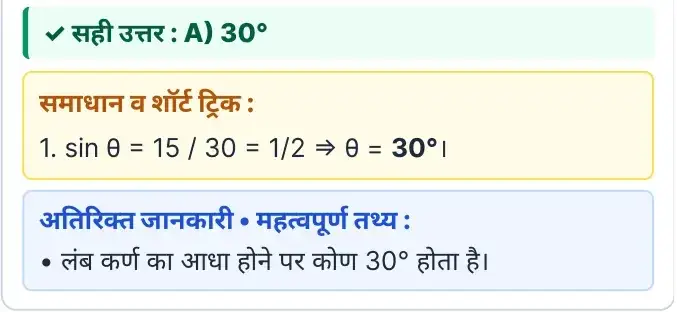 ✓ सही उत्तर : A) 30°
समाधान व शॉर्ट ट्रिक :
1. sin θ = 15 / 30 = 1/2 ⇒ θ = 30°।
अतिरिक्त जानकारी • महत्वपूर्ण तथ्य :
• लंब कर्ण का आधा होने पर कोण 30° होता है।